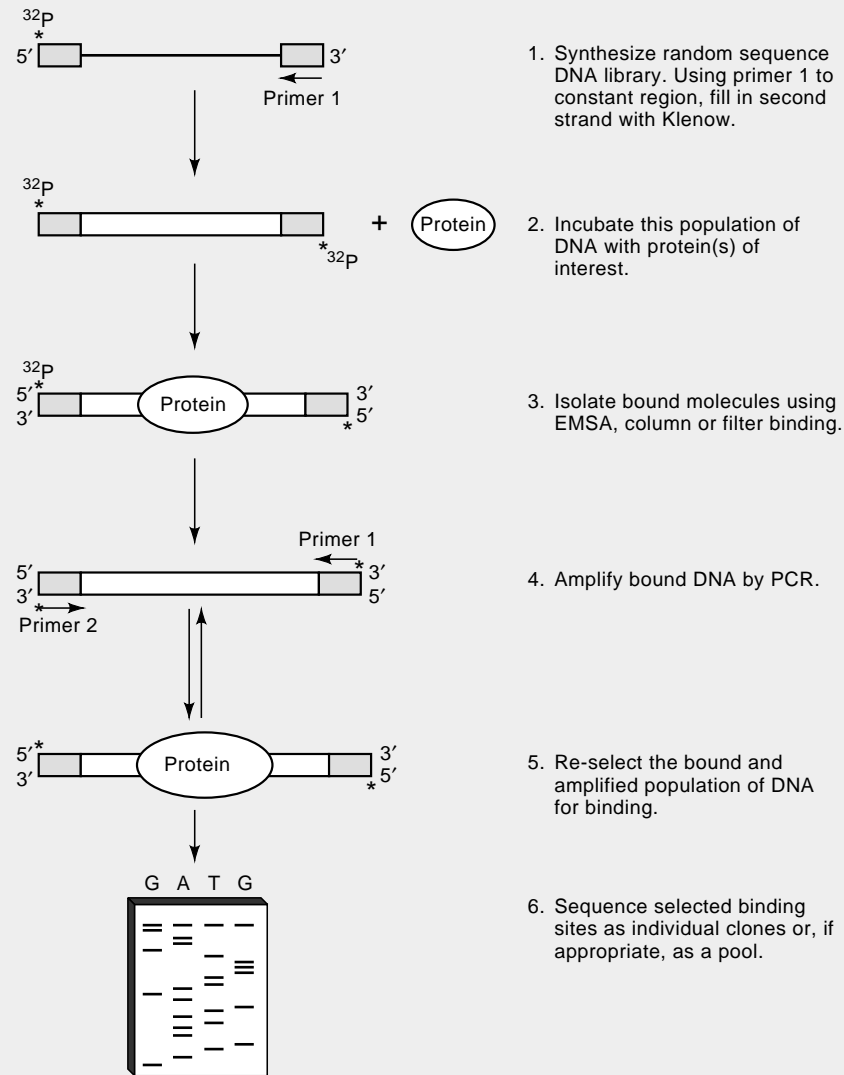 32P
*
5′ 3′
Primer 1
1. Synthesize random sequence
DNA library. Using primer 1 to
constant region, fill in second
strand with Klenow.
32P
*
+ Protein
*32P
2. Incubate this population of
DNA with protein(s) of
interest.
32P
*
5′ 3′
Protein
3′ 5′
*
3. Isolate bound molecules using
EMSA, column or filter binding.
Primer 1
*
5′ 3′
3′ 5′
*
Primer 2
4. Amplify bound DNA by PCR.
5′* 3′
Protein
3′ 5′
*
5. Re-select the bound and
amplified population of DNA
for binding.
G A T G
6. Sequence selected binding
sites as individual clones or, if
appropriate, as a pool.